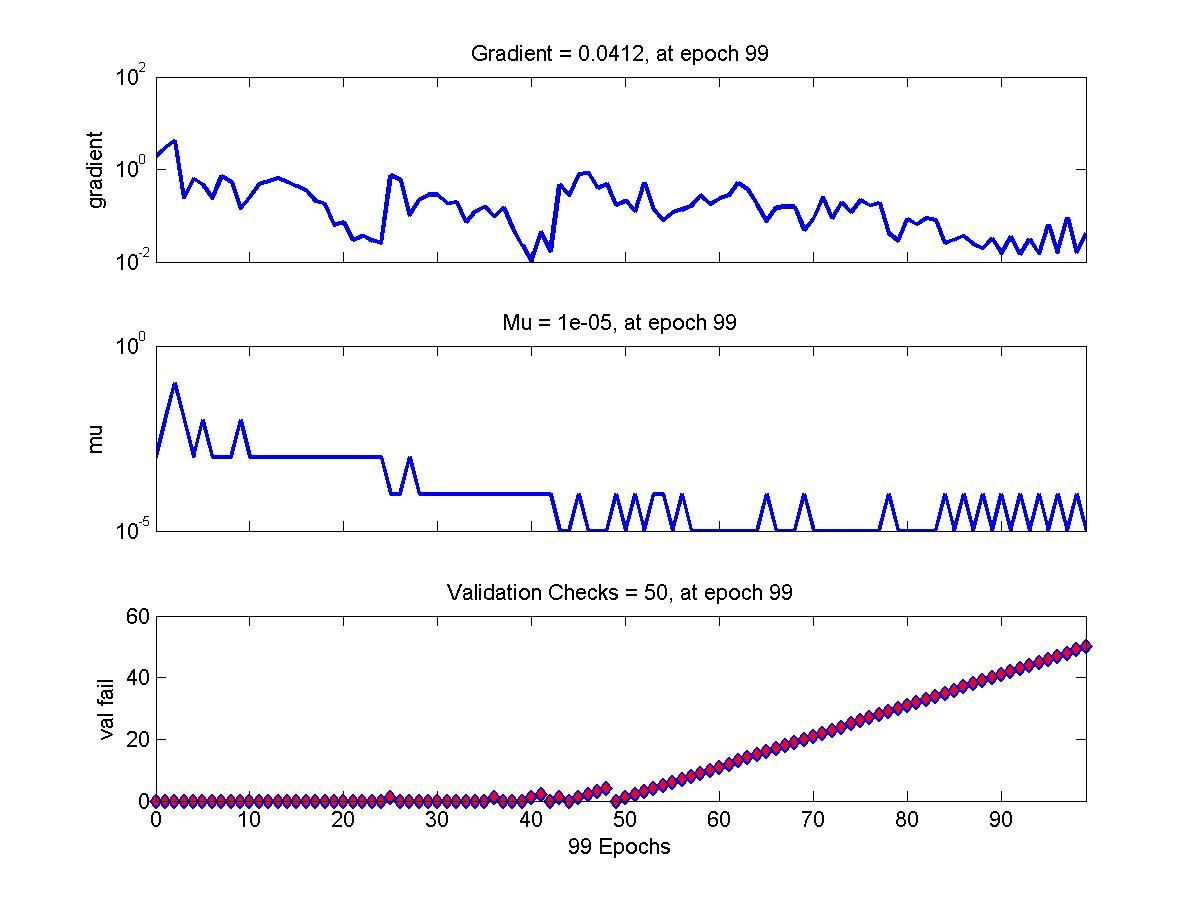 Gradient = 0.0412, at epoch 99
10^2
10^0
10^-2
gradient
Mu = 1e-05, at epoch 99
10^0
10^-5
mu
Validation Checks = 50, at epoch 99
60
40
20
0
val fail
0 10 20 30 40 50 60 70 80 90
99 Epochs